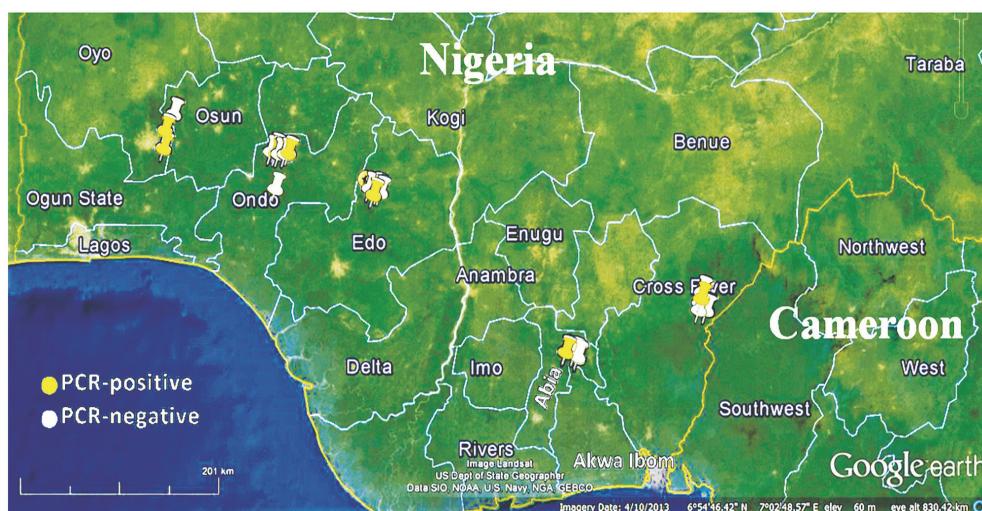 Nigeria
Oyo
Taraba
Osun
Kogi
Benue
Ogun State
Ondo
Lagos
Edo
Enugu
Northwest
Anambra
Cross River
Cameroon
Delta
Imo
Abia
West
PCR-positive
PCR-negative
Southwest
Rivers
Akwa Ibom
Image Landsat
US Dept of State Geographer
Data SIO, NOAA, U.S. Navy, NGA, GEBCO
201 km
Google earth
Imagery Date: 4/10/2013 6°54'46.42" N 7°02'48.57" E elev 60 m eye alt 830.42 km